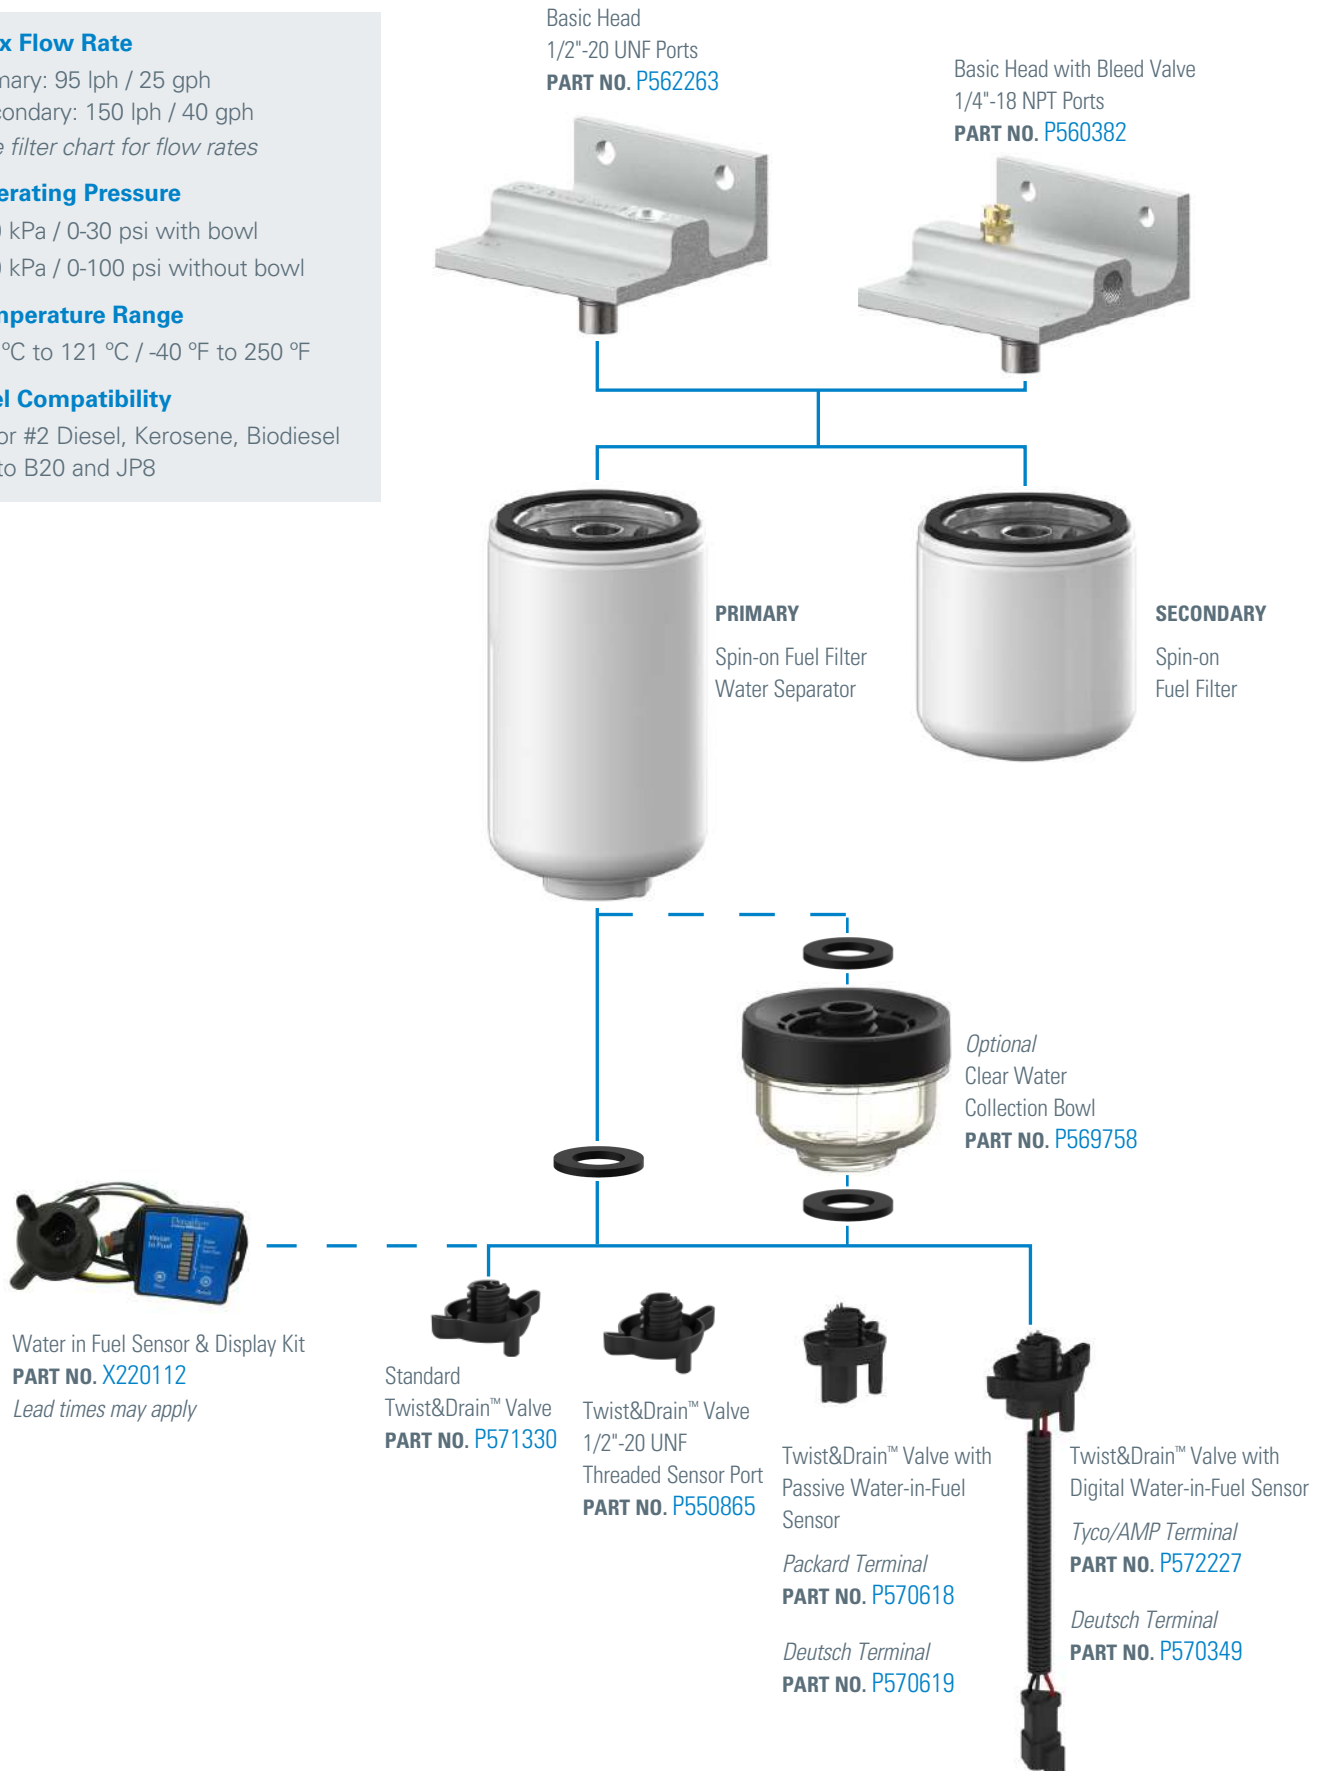 x Flow Rate
mary: 95 lph / 25 gph
condary: 150 lph / 40 gph
e filter chart for flow rates
erating Pressure
0 kPa / 0-30 psi with bowl
0 kPa / 0-100 psi without bowl
mperature Range
°C to 121 °C / -40 °F to 250 °F
el Compatibility
or #2 Diesel, Kerosene, Biodiesel
to B20 and JP8
Basic Head
1/2"-20 UNF Ports
PART NO. P562263
Basic Head with Bleed Valve
1/4"-18 NPT Ports
PART NO. P560382
PRIMARY
Spin-on Fuel Filter
Water Separator
SECONDARY
Spin-on
Fuel Filter
Optional
Clear Water
Collection Bowl
PART NO. P569758
Water in Fuel Sensor & Display Kit
PART NO. X220112
Lead times may apply
Standard
Twist&Drain™ Valve
PART NO. P571330
Twist&Drain™ Valve
1/2"-20 UNF
Threaded Sensor Port
PART NO. P550865
Twist&Drain™ Valve with
Passive Water-in-Fuel
Sensor
Packard Terminal
PART NO. P570618
Deutsch Terminal
PART NO. P570619
Twist&Drain™ Valve with
Digital Water-in-Fuel Sensor
Tyco/AMP Terminal
PART NO. P572227
Deutsch Terminal
PART NO. P570349